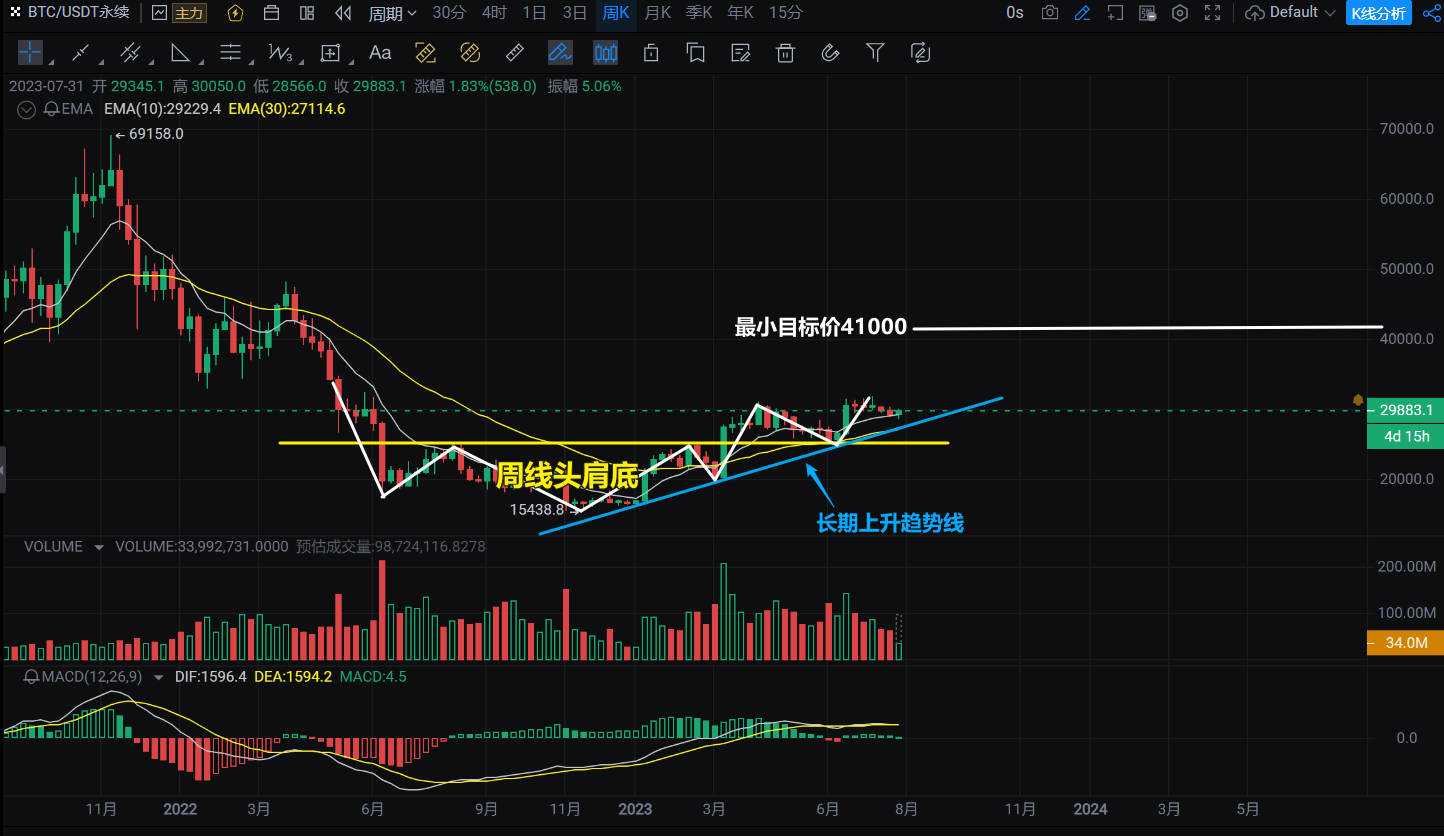 BTC/USDT永续 主力 周期 30分 4时 1日 3日 周K 月K 季K 年K 15分 0s Default K线分析
Aa
2023-07-31 开 29345.1 高 30050.0 低 28566.0 收 29883.1 涨幅 1.83%(538.0) 振幅 5.06%
EMA EMA(10):29229.4 EMA(30):27114.6
69158.0
70000.0
60000.0
50000.0
最小目标价41000
40000.0
29883.1
4d 15h
周线头肩底
20000.0
15438.8
长期上升趋势线
VOLUME VOLUME:33,992,731.0000 预估成交量:98,724,116.8278
200.00M
100.00M
34.0M
MACD(12,26,9) DIF:1596.4 DEA:1594.2 MACD:4.5
0.0
11月 2022 3月 6月 9月 11月 2023 3月 6月 8月 11月 2024 3月 5月